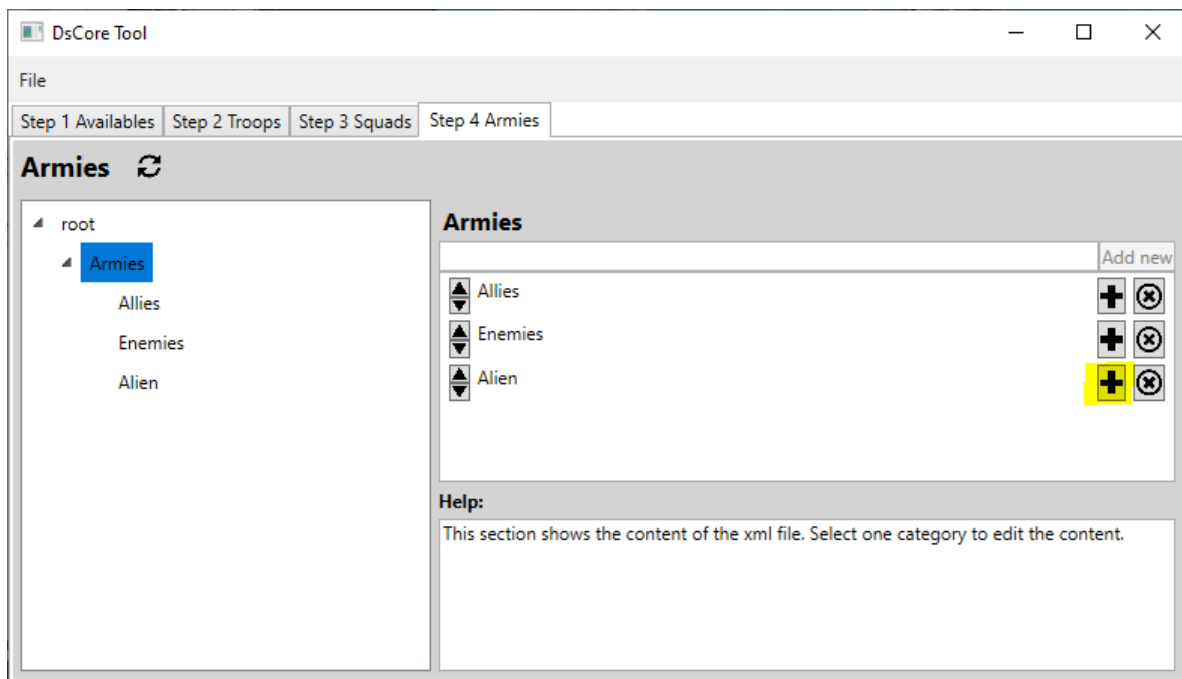 DsCore Tool
File
Step 1 Availables
Step 2 Troops
Step 3 Squads
Step 4 Armies
Armies
root
Armies
Allies
Enemies
Alien
Armies
Add new
Allies
Enemies
Alien
Help:
This section shows the content of the xml file. Select one category to edit the content.